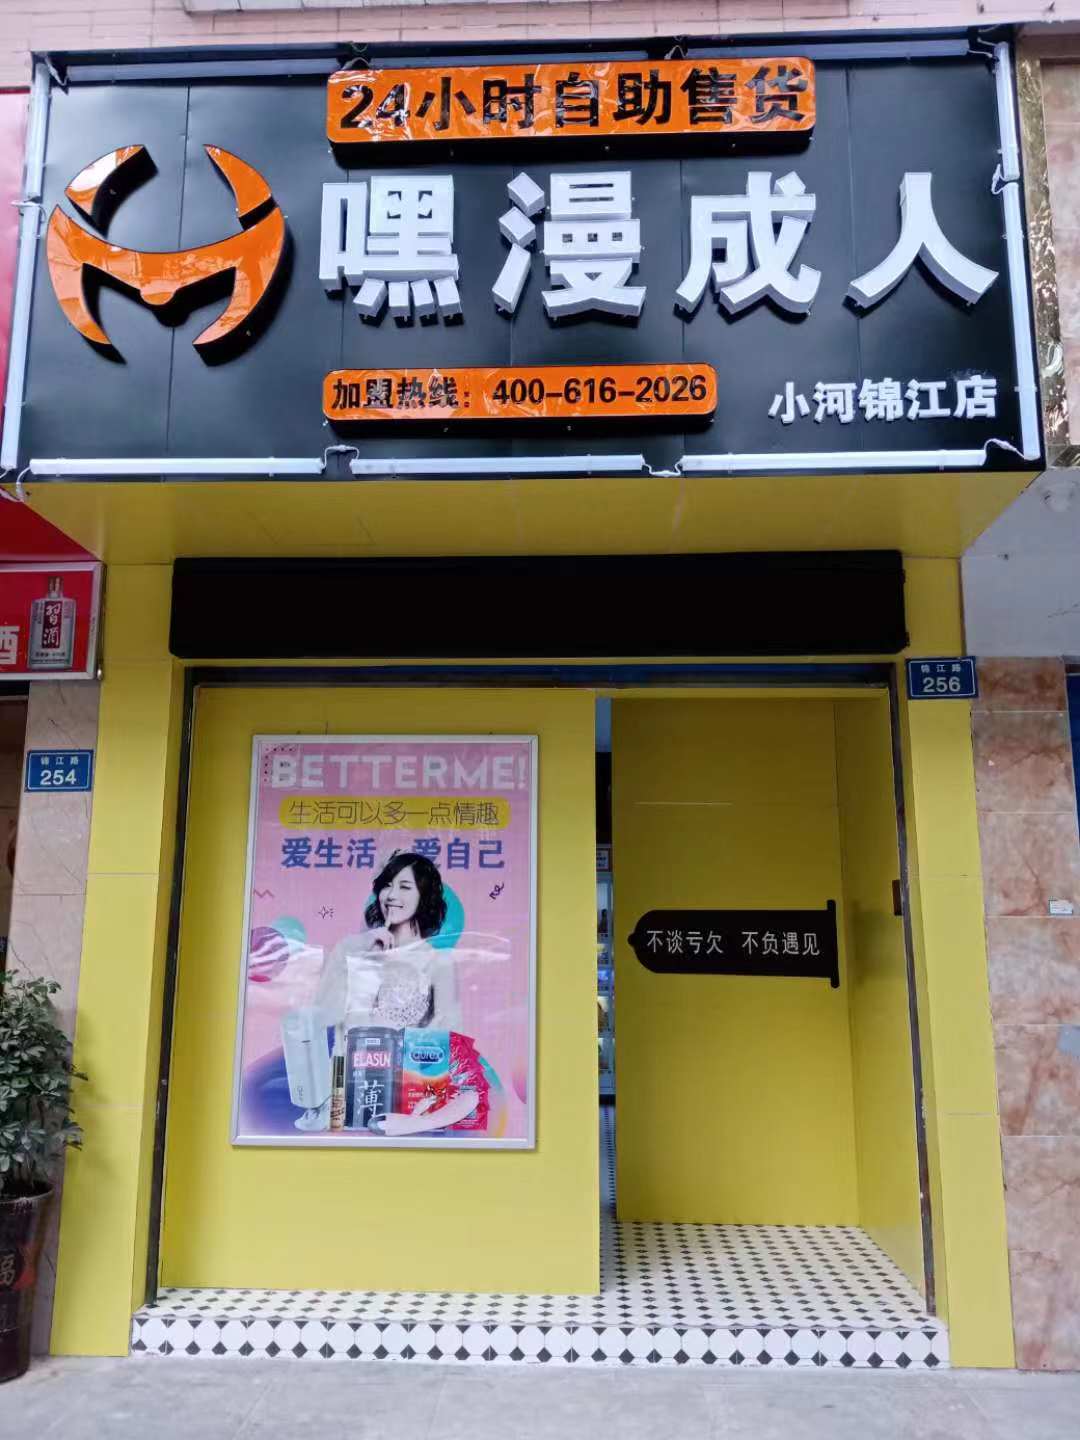 24小时自助售货
嘿漫成人
加盟热线：400-616-2026
小河锦江店
酒
习酒
锦江路
256
锦江路
254
BETTERME!
生活可以多一点情趣
爱生活 爱自己
不谈亏欠 不负遇见
ELASUN
durex
薄